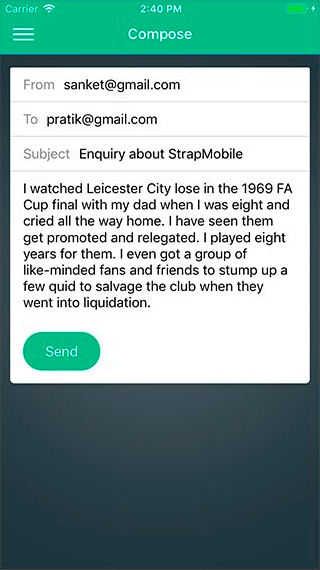 Carrier 2:40 PM
Compose
From sanket@gmail.com
To pratik@gmail.com
Subject Enquiry about StrapMobile
I watched Leicester City lose in the 1969 FA
Cup final with my dad when I was eight and
cried all the way home. I have seen them
get promoted and relegated. I played eight
years for them. I even got a group of
like-minded fans and friends to stump up a
few quid to salvage the club when they
went into liquidation.
Send